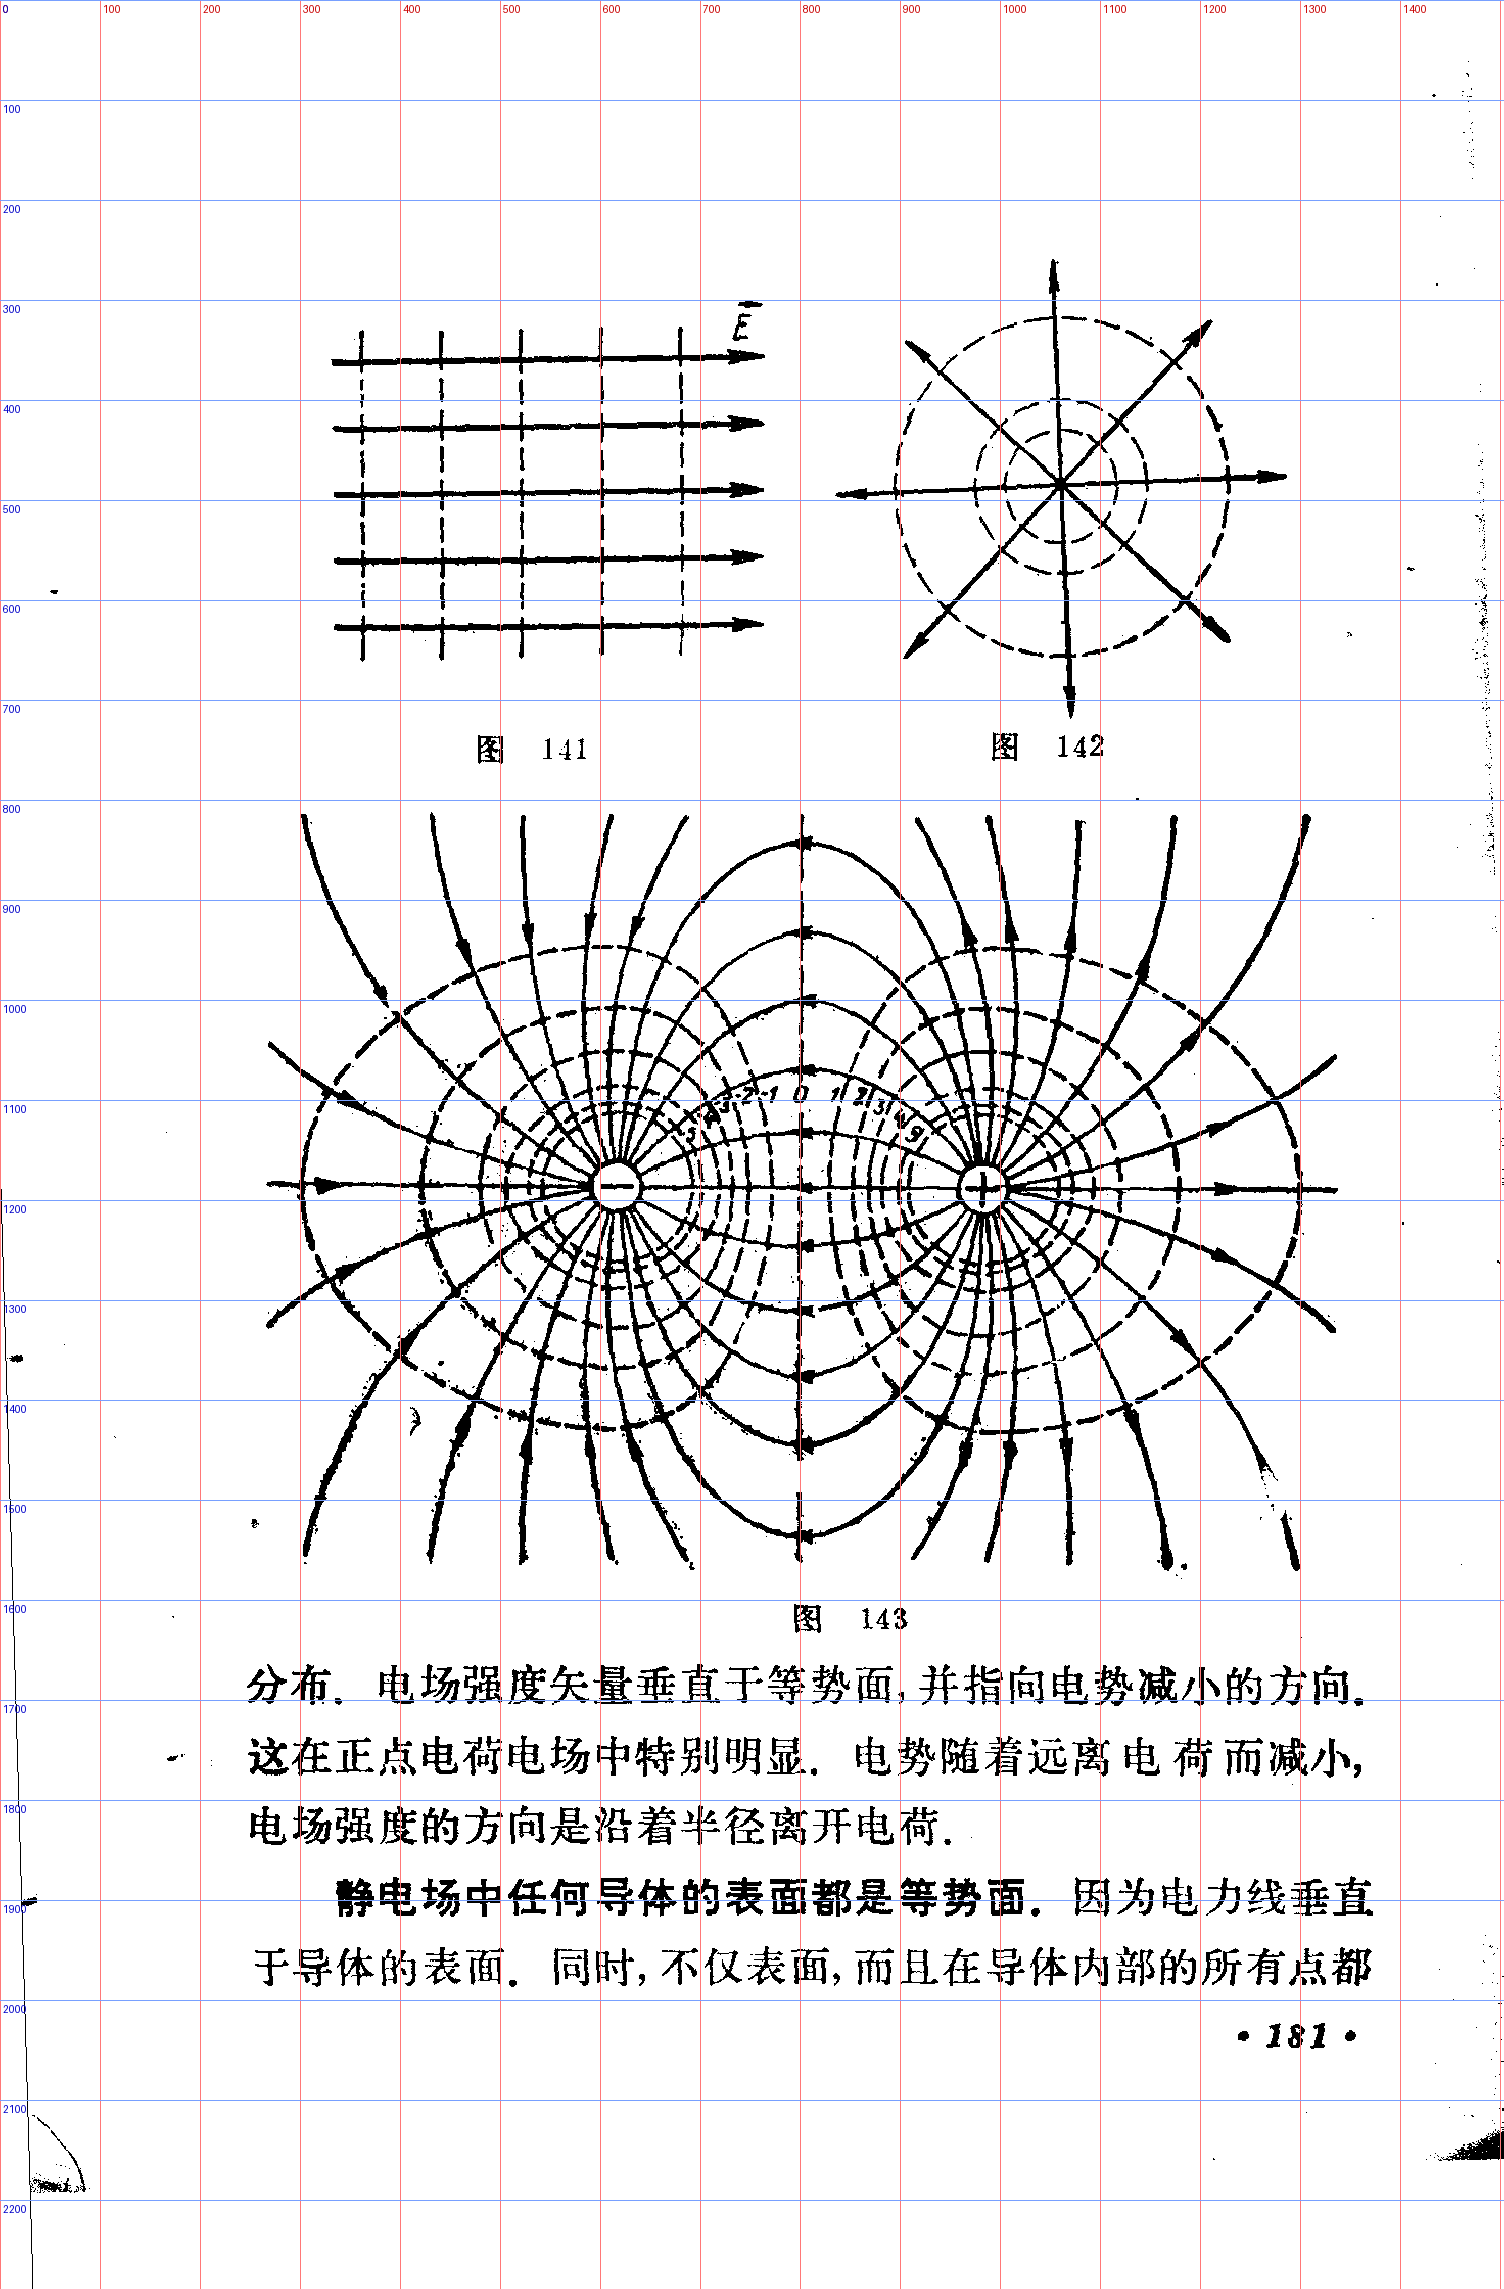 E
图 141
图 142
5 4 -3 -2 -1 0 1 2 3 4 5
图 143
分布．电场强度矢量垂直于等势面，并指向电势减小的方向．
这在正点电荷电场中特别明显．电势随着远离电荷而减小，
电场强度的方向是沿着半径离开电荷．
静电场中任何导体的表面都是等势面．因为电力线垂直
于导体的表面．同时，不仅表面，而且在导体内部的所有点都
• 181 •